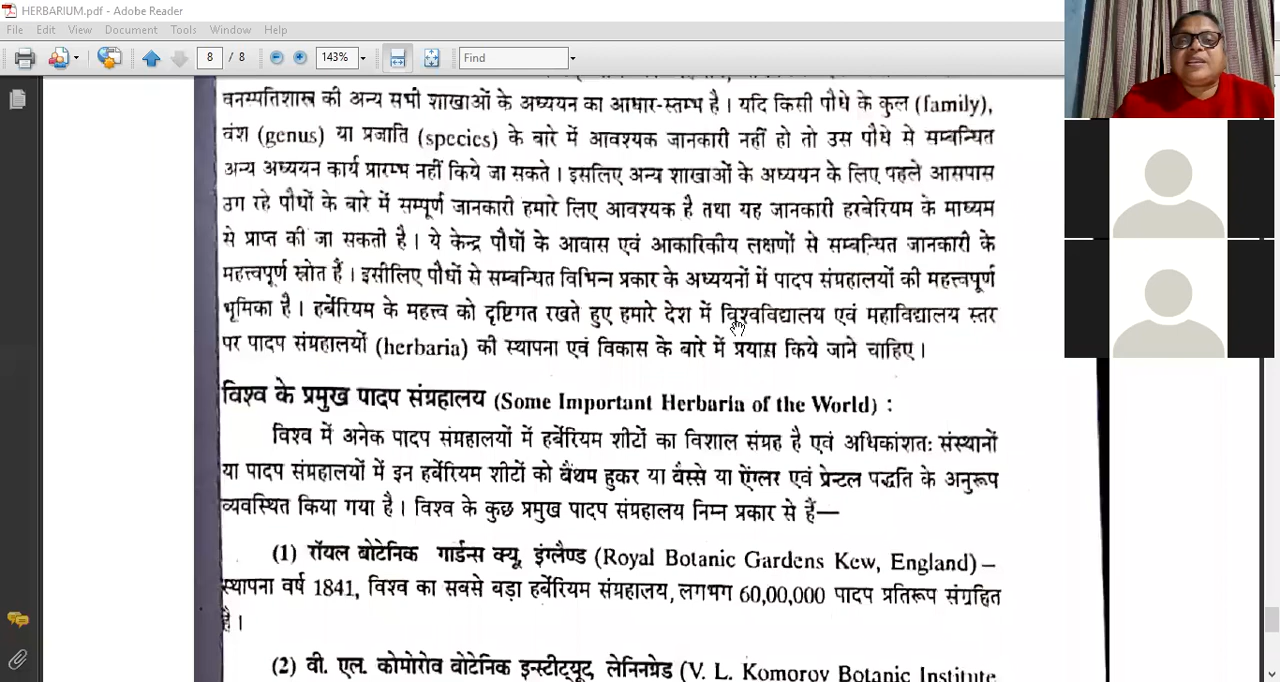 HERBARIUM.pdf - Adobe Reader
File Edit View Document Tools Window Help
8 / 8 143% Find
वनस्पतिशास्त्र की अन्य सभी शाखाओं के अध्ययन का आधार-स्तम्भ है। यदि किसी पौधे के कुल (family),
वंश (genus) या प्रजाति (species) के बारे में आवश्यक जानकारी नहीं हो तो उस पौधे से सम्बन्धित
अन्य अध्ययन कार्य प्रारम्भ नहीं किये जा सकते। इसलिए अन्य शाखाओं के अध्ययन के लिए पहले आसपास
उग रहे पौधों के बारे में सम्पूर्ण जानकारी हमारे लिए आवश्यक है तथा यह जानकारी हरबेरियम के माध्यम
से प्राप्त की जा सकती है। ये केन्द्र पौधों के आवास एवं आकारिकीय लक्षणों से सम्बन्धित जानकारी के
महत्त्वपूर्ण स्रोत हैं। इसीलिए पौधों से सम्बन्धित विभिन्न प्रकार के अध्ययनों में पादप संग्रहालयों की महत्त्वपूर्ण
भूमिका है। हर्बेरियम के महत्त्व को दृष्टिगत रखते हुए हमारे देश में विश्वविद्यालय एवं महाविद्यालय स्तर
पर पादप संग्रहालयों (herbaria) की स्थापना एवं विकास के बारे में प्रयास किये जाने चाहिए।
विश्व के प्रमुख पादप संग्रहालय (Some Important Herbaria of the World) :
विश्व में अनेक पादप संग्रहालयों में हर्बेरियम शीटों का विशाल संग्रह है एवं अधिकांशतः संस्थानों
या पादप संग्रहालयों में इन हर्बेरियम शीटों को बैंथम हुकर या बैस्से या ऐंग्लर एवं प्रेन्टल पद्धति के अनुरूप
व्यवस्थित किया गया है। विश्व के कुछ प्रमुख पादप संग्रहालय निम्न प्रकार से हैं—
(1) रॉयल बोटेनिक गार्डन्स क्यू, इंग्लैण्ड (Royal Botanic Gardens Kew, England) –
स्थापना वर्ष 1841, विश्व का सबसे बड़ा हर्बेरियम संग्रहालय, लगभग 60,00,000 पादप प्रतिरूप संग्रहित
है।
(2) वी. एल. कोमोरोव बोटेनिक इन्स्टीट्यूट, लेनिनग्रेड (V. L. Komorov Botanic Institute